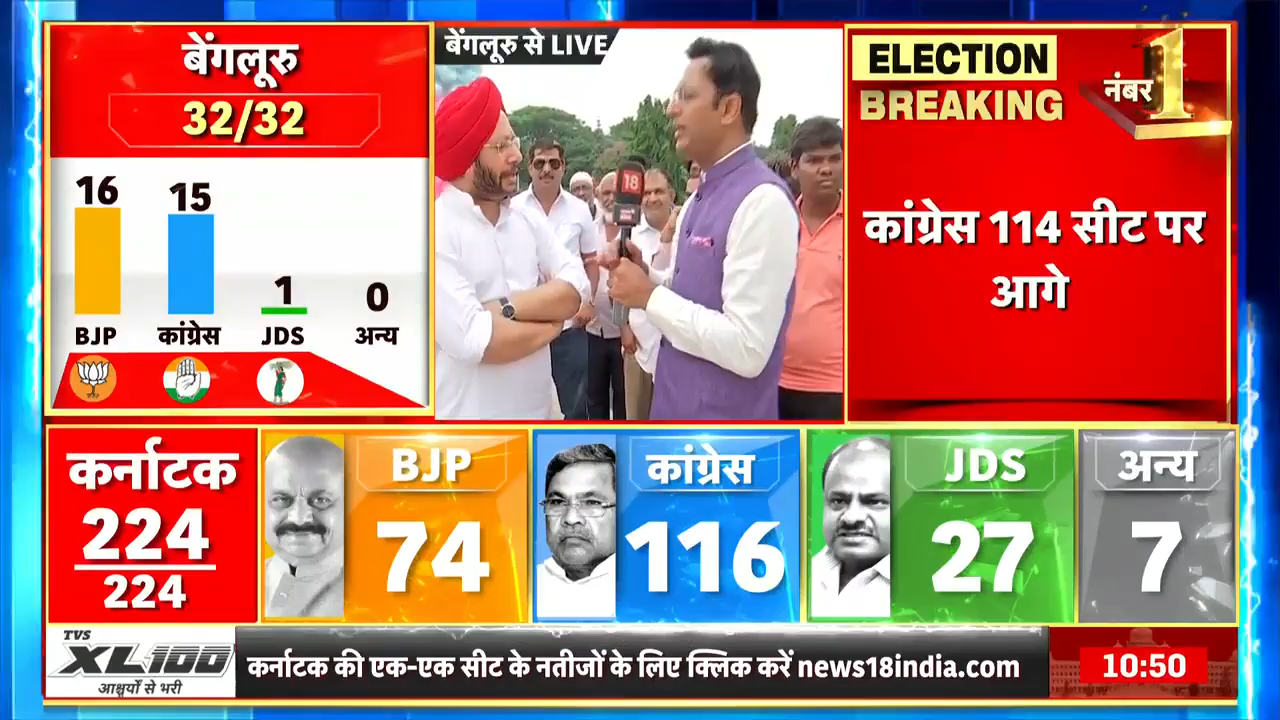 बेंगलूरु
32/32
16
15
1
0
BJP
कांग्रेस
JDS
अन्य
बेंगलूरु से LIVE
18
ELECTION
BREAKING
नंबर 1
कांग्रेस 114 सीट पर
आगे
कर्नाटक
224
224
BJP
74
कांग्रेस
116
JDS
27
अन्य
7
TVS
XL100
आश्चर्यों से भरी
कर्नाटक की एक-एक सीट के नतीजों के लिए क्लिक करें news18india.com
10:50